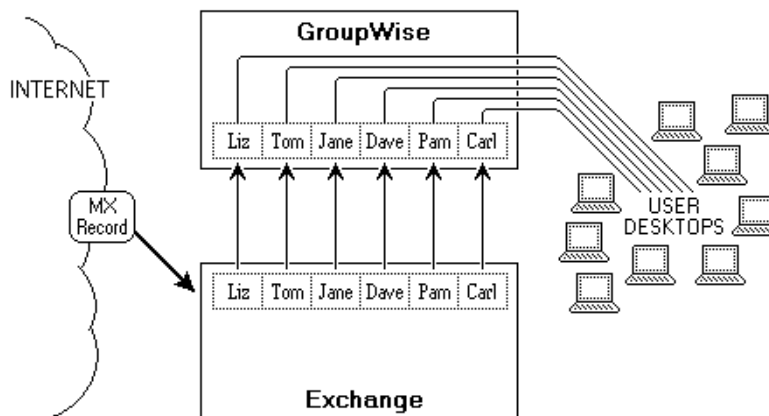 GroupWise
INTERNET
Liz Tom Jane Dave Pam Carl
MX
Record
USER
DESKTOPS
Liz Tom Jane Dave Pam Carl
Exchange